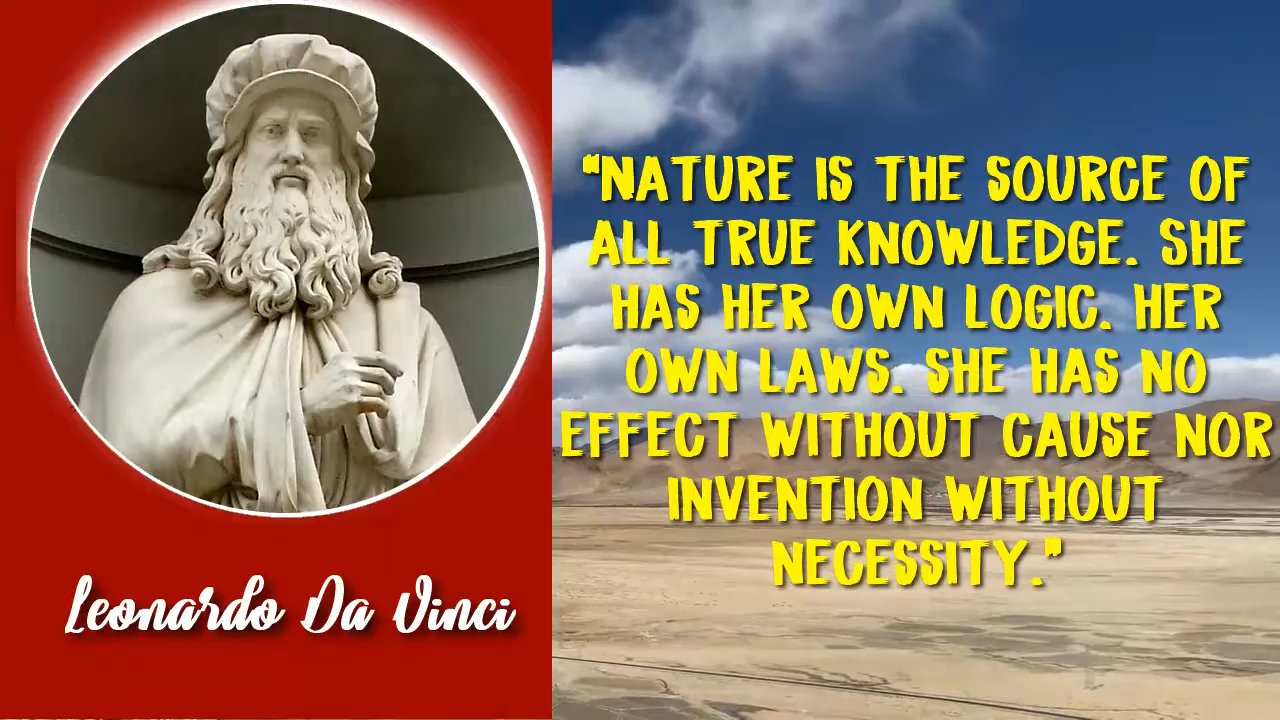 "NATURE IS THE SOURCE OF
ALL TRUE KNOWLEDGE. SHE
HAS HER OWN LOGIC. HER
OWN LAWS. SHE HAS NO
EFFECT WITHOUT CAUSE NOR
INVENTION WITHOUT
NECESSITY."
Leonardo Da Vinci